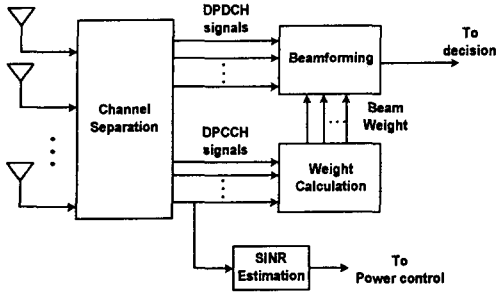 DPDCH
signals
To
decision
Beamforming
Channel
Separation
Beam
Weight
DPCCH
signals
Weight
Calculation
SINR
Estimation
To
Power control